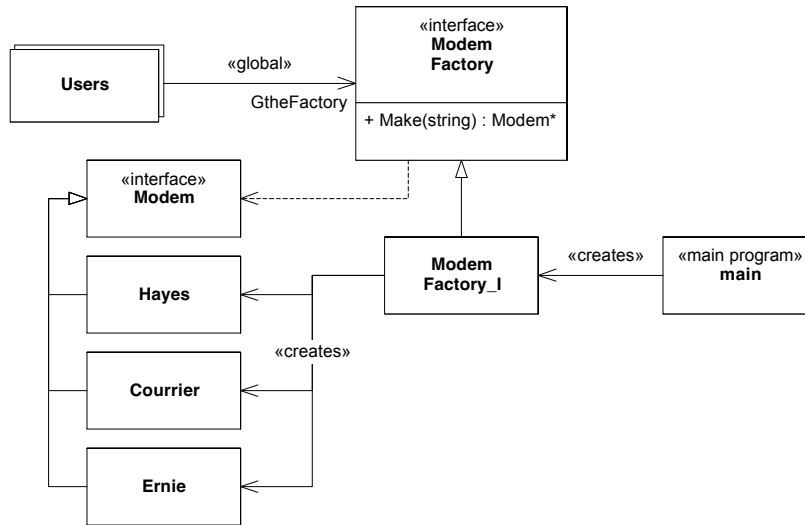 «interface»
Modem
Factory
Users
«global»
GtheFactory
+ Make(string) : Modem*
«interface»
Modem
Modem
Factory_I
«creates»
«main program»
main
Hayes
«creates»
Courrier
Ernie